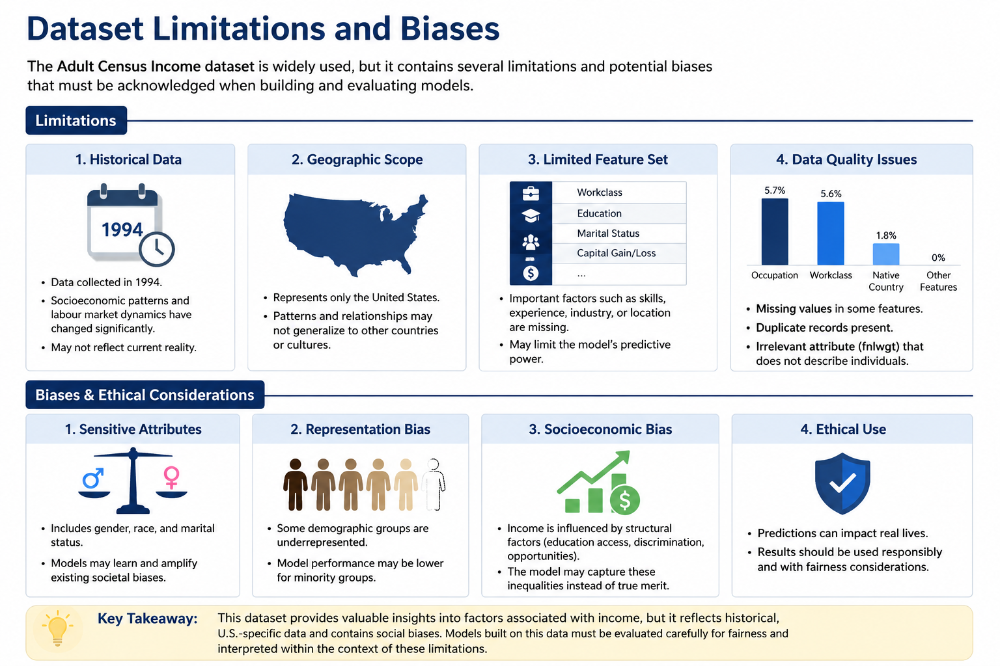 Dataset Limitations and Biases
The Adult Census Income dataset is widely used, but it contains several limitations and potential biases
that must be acknowledged when building and evaluating models.
Limitations
1. Historical Data
1994
• Data collected in 1994.
• Socioeconomic patterns and
labour market dynamics have
changed significantly.
• May not reflect current reality.
2. Geographic Scope
• Represents only the United States.
• Patterns and relationships may
not generalize to other countries
or cultures.
3. Limited Feature Set
Workclass
Education
Marital Status
Capital Gain/Loss
$ ...
• Important factors such as skills,
experience, industry, or location
are missing.
• May limit the model's predictive
power.
4. Data Quality Issues
5.7%
5.6%
1.8%
0%
Occupation
Workclass
Native
Country
Other
Features
• Missing values in some features.
• Duplicate records present.
• Irrelevant attribute (fnlwgt) that
does not describe individuals.
Biases & Ethical Considerations
1. Sensitive Attributes
• Includes gender, race, and marital
status.
• Models may learn and amplify
existing societal biases.
2. Representation Bias
• Some demographic groups are
underrepresented.
• Model performance may be lower
for minority groups.
3. Socioeconomic Bias
$
• Income is influenced by structural
factors (education access, discrimination,
opportunities).
• The model may capture these
inequalities instead of true merit.
4. Ethical Use
• Predictions can impact real lives.
• Results should be used responsibly
and with fairness considerations.
Key Takeaway:
This dataset provides valuable insights into factors associated with income, but it reflects historical,
U.S.-specific data and contains social biases. Models built on this data must be evaluated carefully for fairness and
interpreted within the context of these limitations.